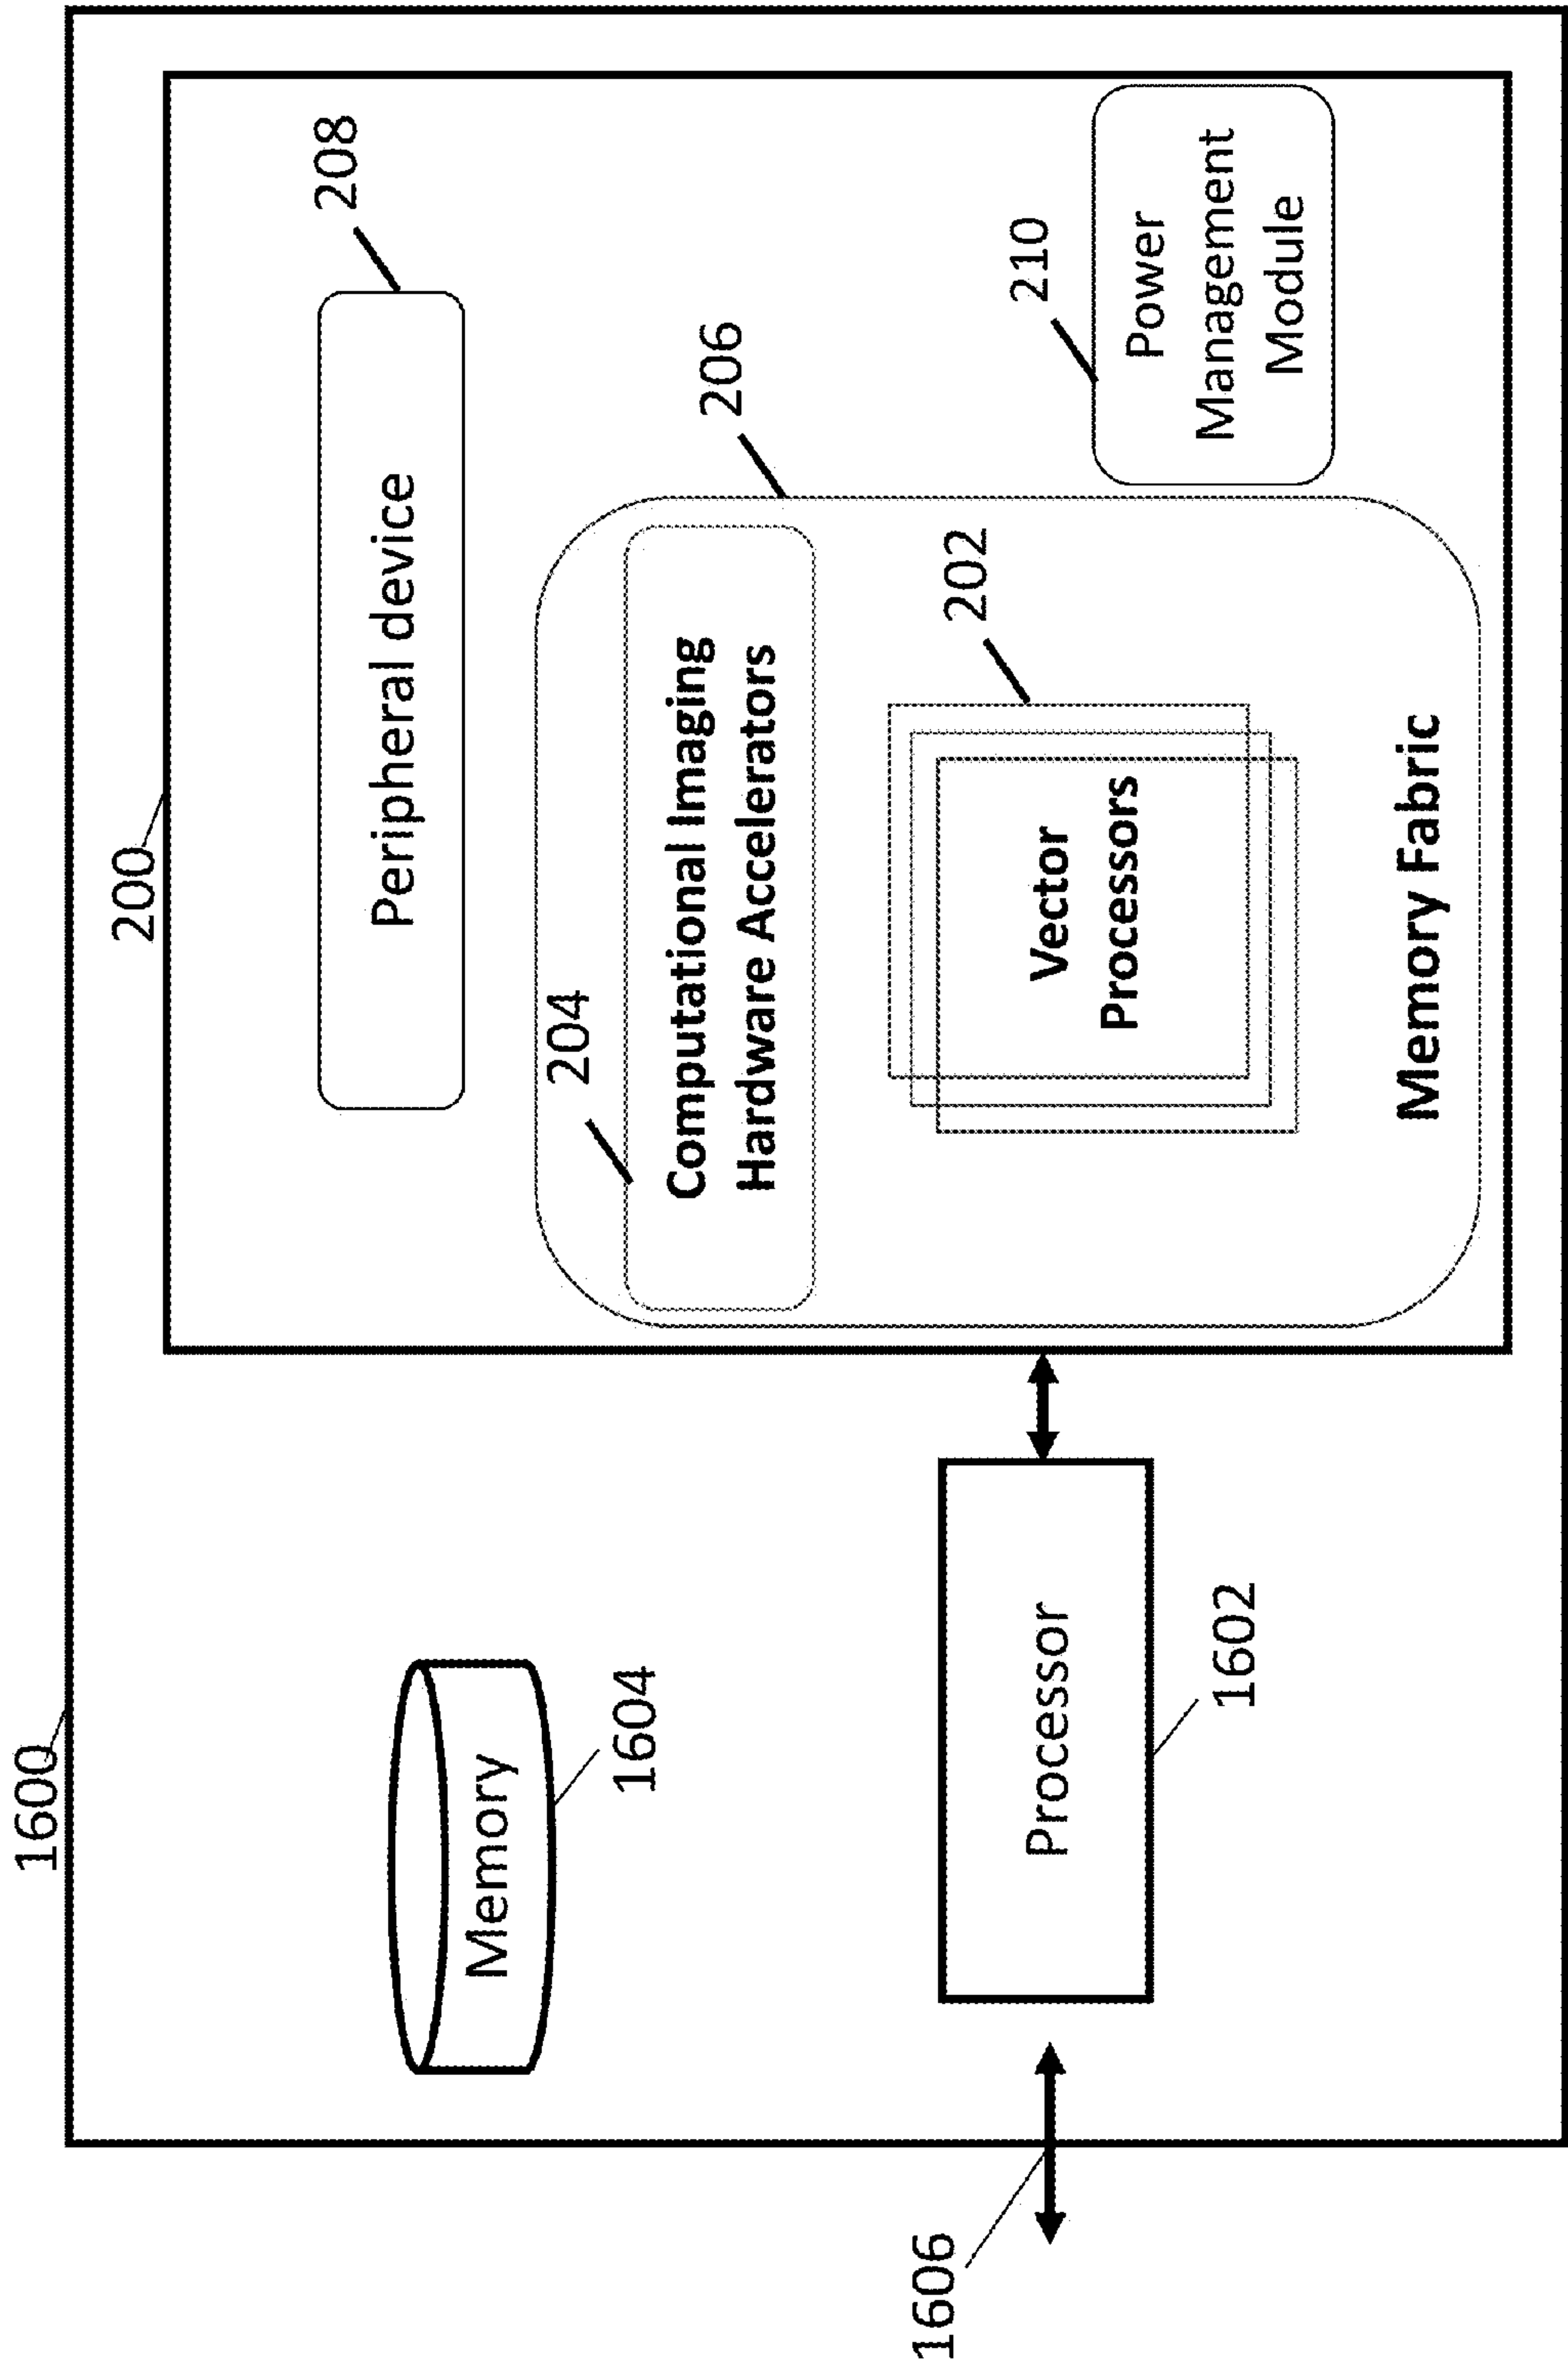 1600
200
Peripheral device
208
206
204
Computational Imaging
Hardware Accelerators
202
Vector
Processors
Memory Fabric
210
Power
Management
Module
Memory
1604
Processor
1602
1606